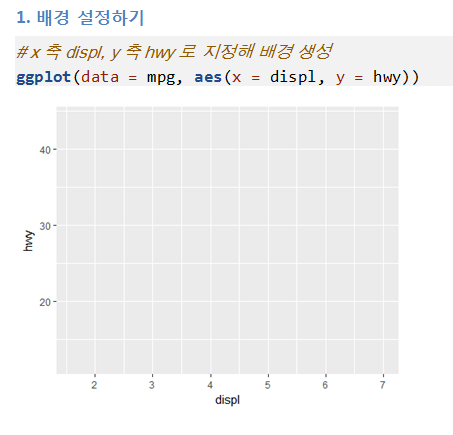 1. 배경 설정하기
# x 축 displ, y 축 hwy 로 지정해 배경 생성
ggplot(data = mpg, aes(x = displ, y = hwy))
40
30
20
hwy
2 3 4 5 6 7
displ